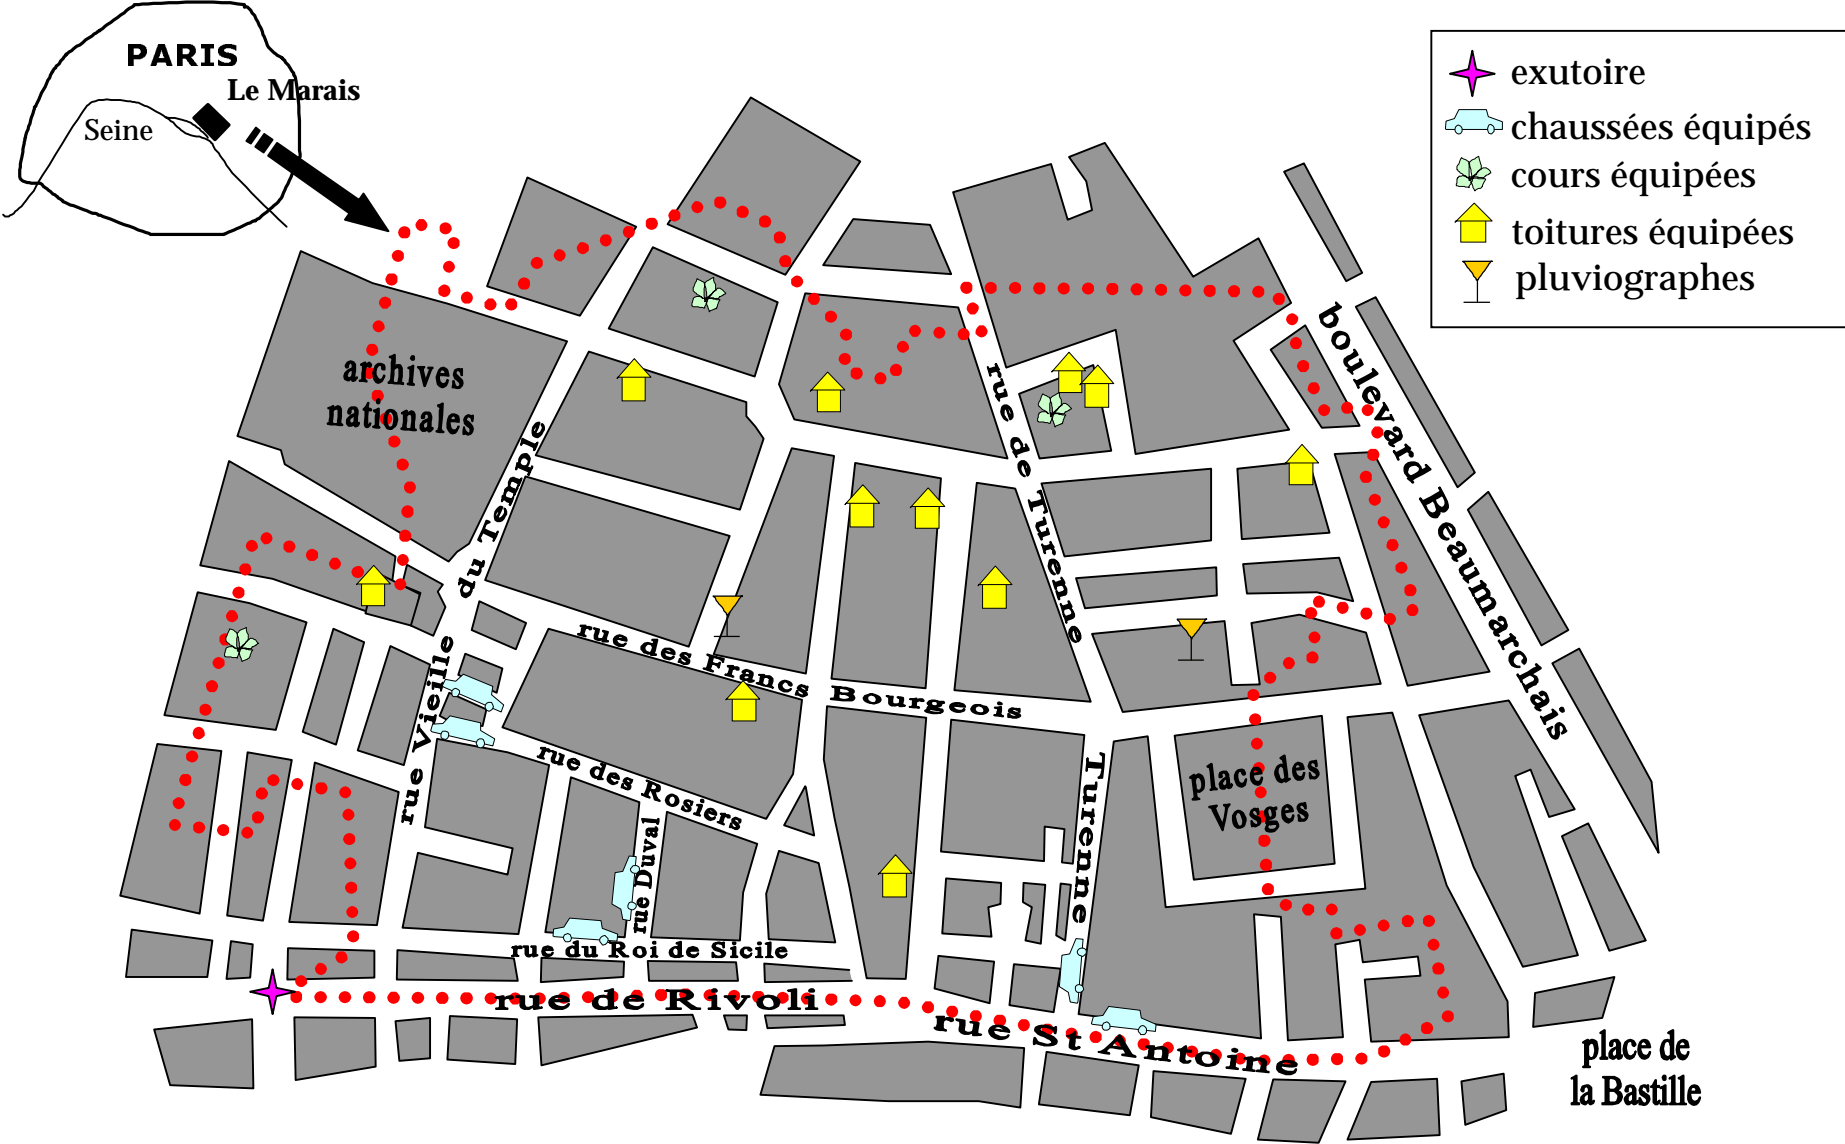 PARIS
Le Marais
Seine
exutoire
chaussées équipés
cours équipées
toitures équipées
pluviographes
archives
nationales
boulevard Beaumarchais
rue de Turenne
rue Vieille du Temple
rue des Francs Bourgeois
rue des Rosiers
rue Duval
Turenne
place des
Vosges
rue du Roi de Sicile
rue de Rivoli
rue St Antoine
place de
la Bastille